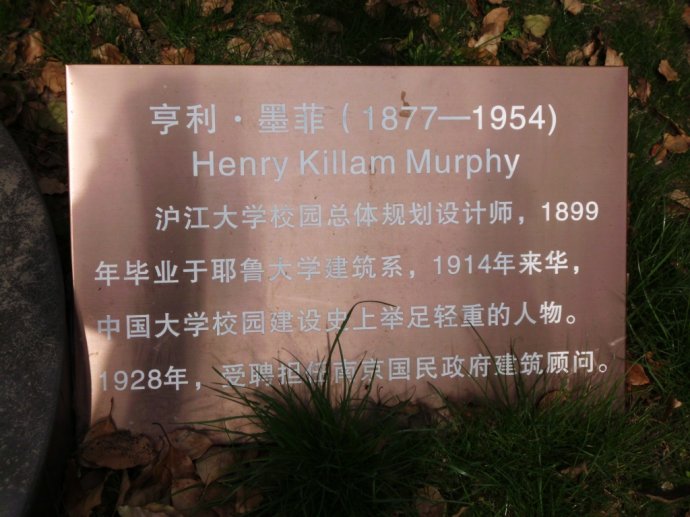 亨利·墨菲（1877—1954）
Henry Killam Murphy
沪江大学校园总体规划设计师，1899
年毕业于耶鲁大学建筑系，1914年来华，
中国大学校园建设史上举足轻重的人物。
1928年，受聘担任南京国民政府建筑顾问。